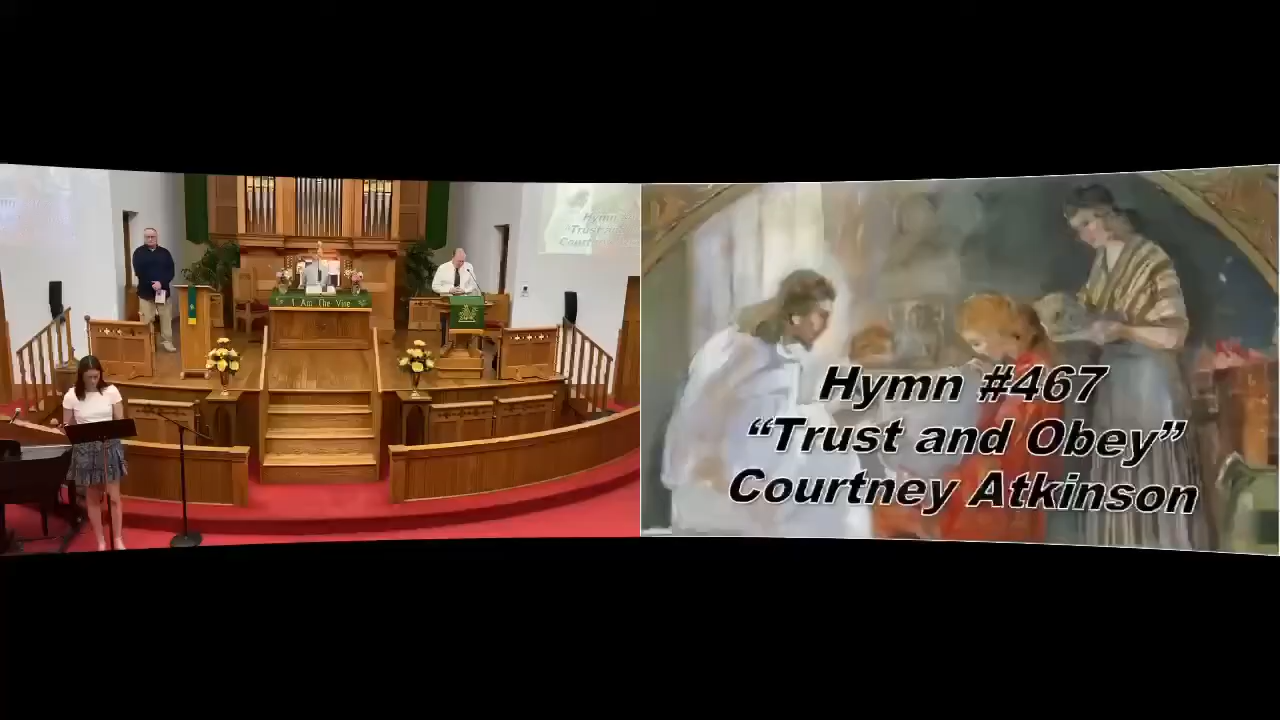 I Am The Vine
Hymn #467
“Trust and Obey”
Courtney Atkinson